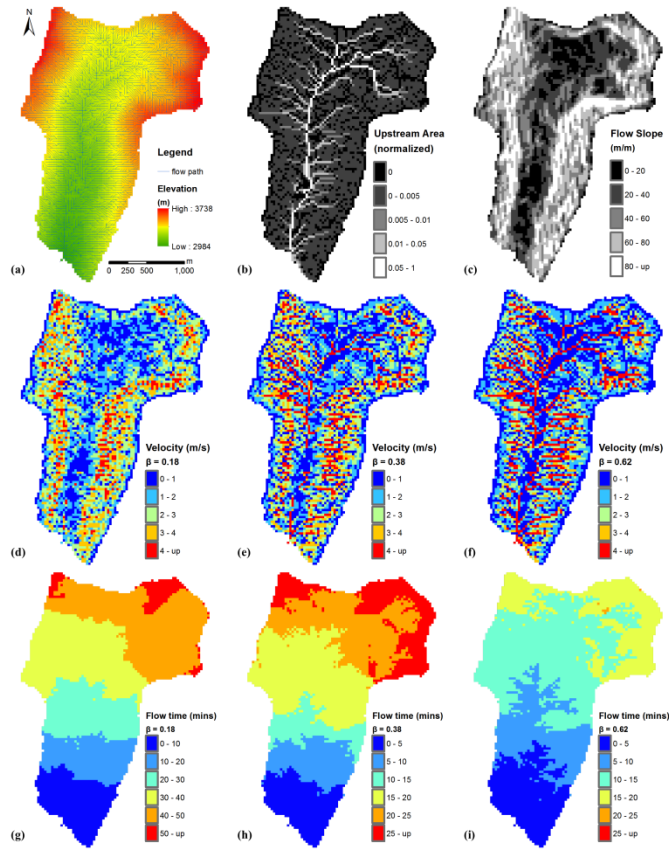 N
Legend
flow path
Elevation
(m)
High : 3738
Low : 2984
0 250 500 1,000 m
(a)
Upstream Area
(normalized)
0
0 - 0.005
0.005 - 0.01
0.01 - 0.05
0.05 - 1
(b)
Flow Slope
(m/m)
0 - 20
20 - 40
40 - 60
60 - 80
80 - up
(c)
Velocity (m/s)
β = 0.18
0 - 1
1 - 2
2 - 3
3 - 4
4 - up
(d)
Velocity (m/s)
β = 0.38
0 - 1
1 - 2
2 - 3
3 - 4
4 - up
(e)
Velocity (m/s)
β = 0.62
0 - 1
1 - 2
2 - 3
3 - 4
4 - up
(f)
Flow time (mins)
β = 0.18
0 - 10
10 - 20
20 - 30
30 - 40
40 - 50
50 - up
(g)
Flow time (mins)
β = 0.38
0 - 5
5 - 10
10 - 15
15 - 20
20 - 25
25 - up
(h)
Flow time (mins)
β = 0.62
0 - 5
5 - 10
10 - 15
15 - 20
20 - 25
25 - up
(i)